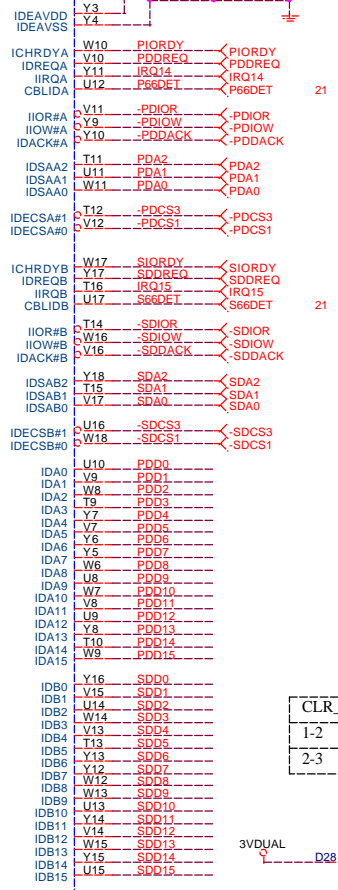 IDEAVDD Y3
IDEAVSS Y4
ICHRDYA W10 PIORDY PIORDY
IDREQA V10 PDDREQ PDDREQ
IIRQA Y11 IRQ14 IRQ14
CBLIDA U12 P66DET P66DET 21
IIOR#A V11 -PDIOR -PDIOR
IIOW#A Y9 -PDIOW -PDIOW
IDACK#A Y10 -PDDACK -PDDACK
IDSAA2 T11 PDA2 PDA2
IDSAA1 U11 PDA1 PDA1
IDSAA0 W11 PDA0 PDA0
IDECSA#1 T12 -PDCS3 -PDCS3
IDECSA#0 V12 -PDCS1 -PDCS1
ICHRDYB W17 SIORDY SIORDY
IDREQB Y17 SDDREQ SDDREQ
IIRQB T16 IRQ15 IRQ15
CBLIDB U17 S66DET S66DET 21
IIOR#B T14 -SDIOR -SDIOR
IIOW#B W16 -SDIOW -SDIOW
IDACK#B V16 -SDDACK -SDDACK
IDSAB2 Y18 SDA2 SDA2
IDSAB1 T15 SDA1 SDA1
IDSAB0 V17 SDA0 SDA0
IDECSB#1 U16 -SDCS3 -SDCS3
IDECSB#0 W18 -SDCS1 -SDCS1
IDA0 U10 PDD0
IDA1 V9 PDD1
IDA2 W8 PDD2
IDA3 T9 PDD3
IDA4 Y7 PDD4
IDA5 V7 PDD5
IDA6 Y6 PDD6
IDA7 Y5 PDD7
IDA8 W6 PDD8
IDA9 U8 PDD9
IDA10 W7 PDD10
IDA11 V8 PDD11
IDA12 U9 PDD12
IDA13 Y8 PDD13
IDA14 T10 PDD14
IDA15 W9 PDD15
IDB0 Y16 SDD0
IDB1 V15 SDD1
IDB2 U14 SDD2
IDB3 W14 SDD3
IDB4 V13 SDD4
IDB5 T13 SDD5
IDB6 Y13 SDD6
IDB7 Y12 SDD7
IDB8 W12 SDD8
IDB9 W13 SDD9
IDB10 U13 SDD10
IDB11 Y14 SDD11
IDB12 V14 SDD12
IDB13 W15 SDD13
IDB14 Y15 SDD14
IDB15 U15 SDD15
CLR_
1-2
2-3
3VDUAL
D28